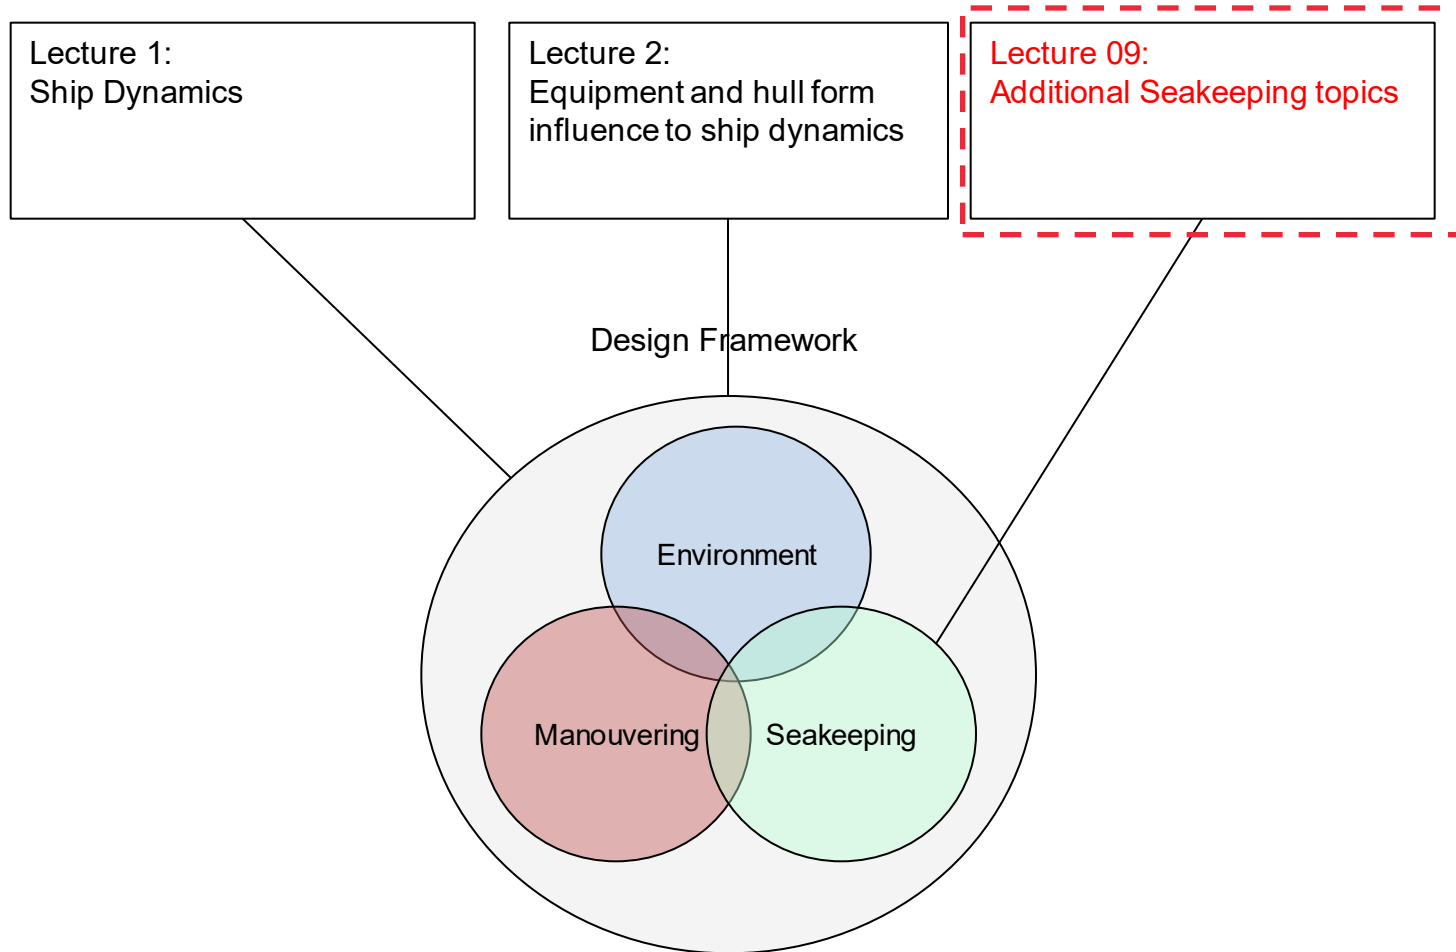 Lecture 1:
Ship Dynamics
Lecture 2:
Equipment and hull form
influence to ship dynamics
Lecture 09:
Additional Seakeeping topics
Design Framework
Environment
Manouvering
Seakeeping